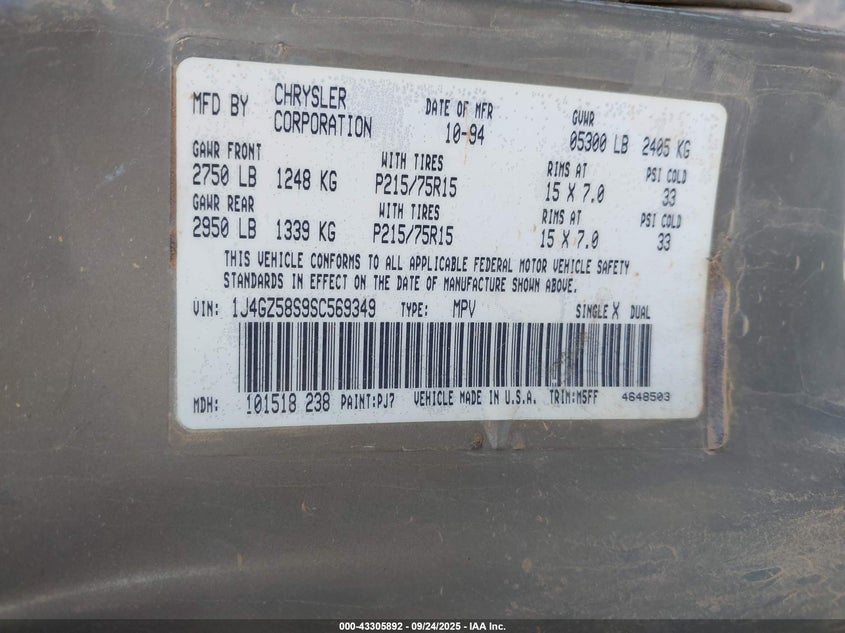 MFD BY CHRYSLER CORPORATION DATE OF MFR 10-94 GVWR 05300 LB 2405 KG
GAWR FRONT WITH TIRES RIMS AT PSI COLD
2750 LB 1248 KG P215/75R15 15 X 7.0 33
GAWR REAR WITH TIRES RIMS AT PSI COLD
2950 LB 1339 KG P215/75R15 15 X 7.0 33
THIS VEHICLE CONFORMS TO ALL APPLICABLE FEDERAL MOTOR VEHICLE SAFETY
STANDARDS IN EFFECT ON THE DATE OF MANUFACTURE SHOWN ABOVE.
VIN: 1J4GZ58S9SC569349 TYPE: MPV SINGLE X DUAL
MDH: 101518 238 PAINT:PJ7 VEHICLE MADE IN U.S.A. TRIM:M5FF 4648503
000-43305892 - 09/24/2025 - IAA Inc.